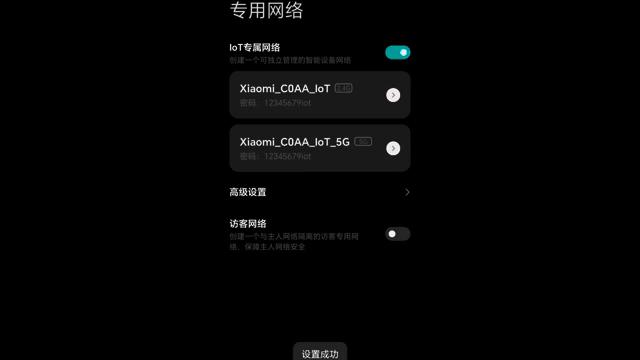 专用网络
IoT专属网络
创建一个可独立管理的智能设备网络
Xiaomi_C0AA_IoT 2.4G
密码：12345679iot
Xiaomi_C0AA_IoT_5G 5G
密码：12345679iot
高级设置
访客网络
创建一个与主人网络隔离的访客专用网
络，保障主人网络安全
设置成功